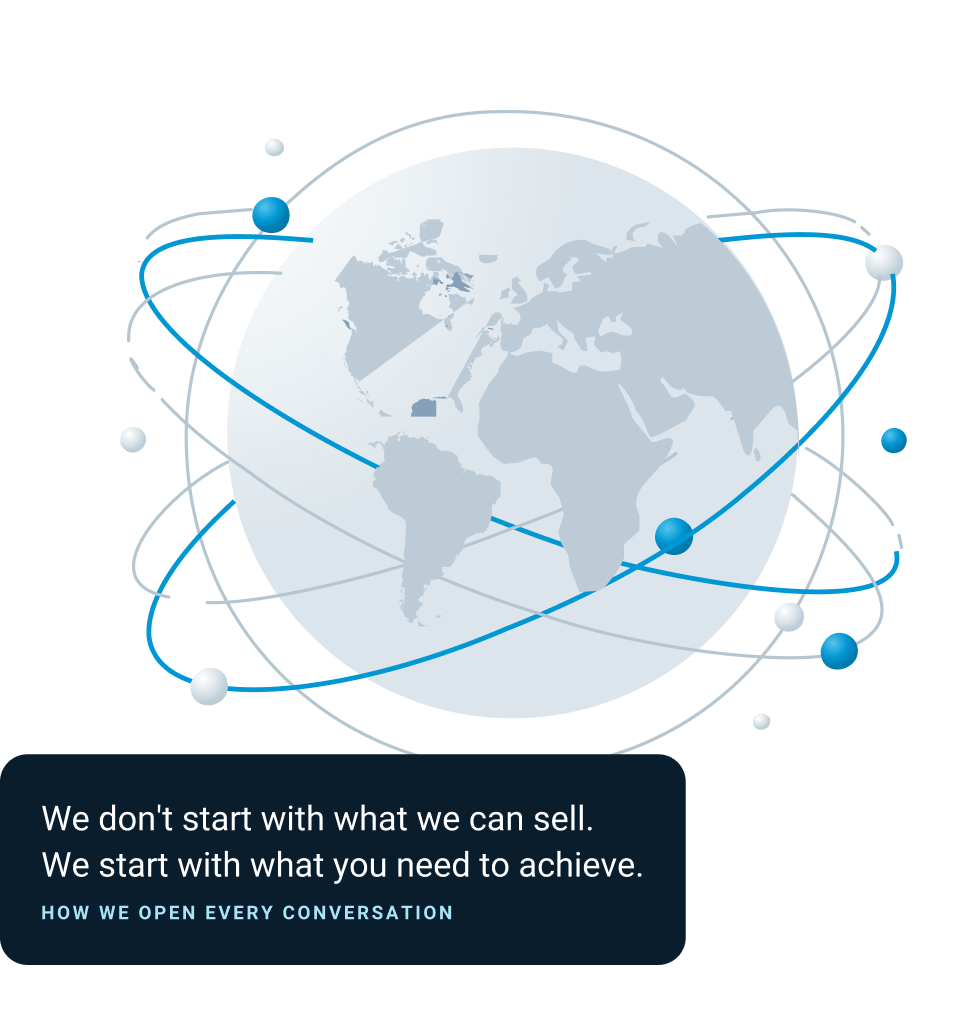 We don't start with what we can sell.
We start with what you need to achieve.
HOW WE OPEN EVERY CONVERSATION